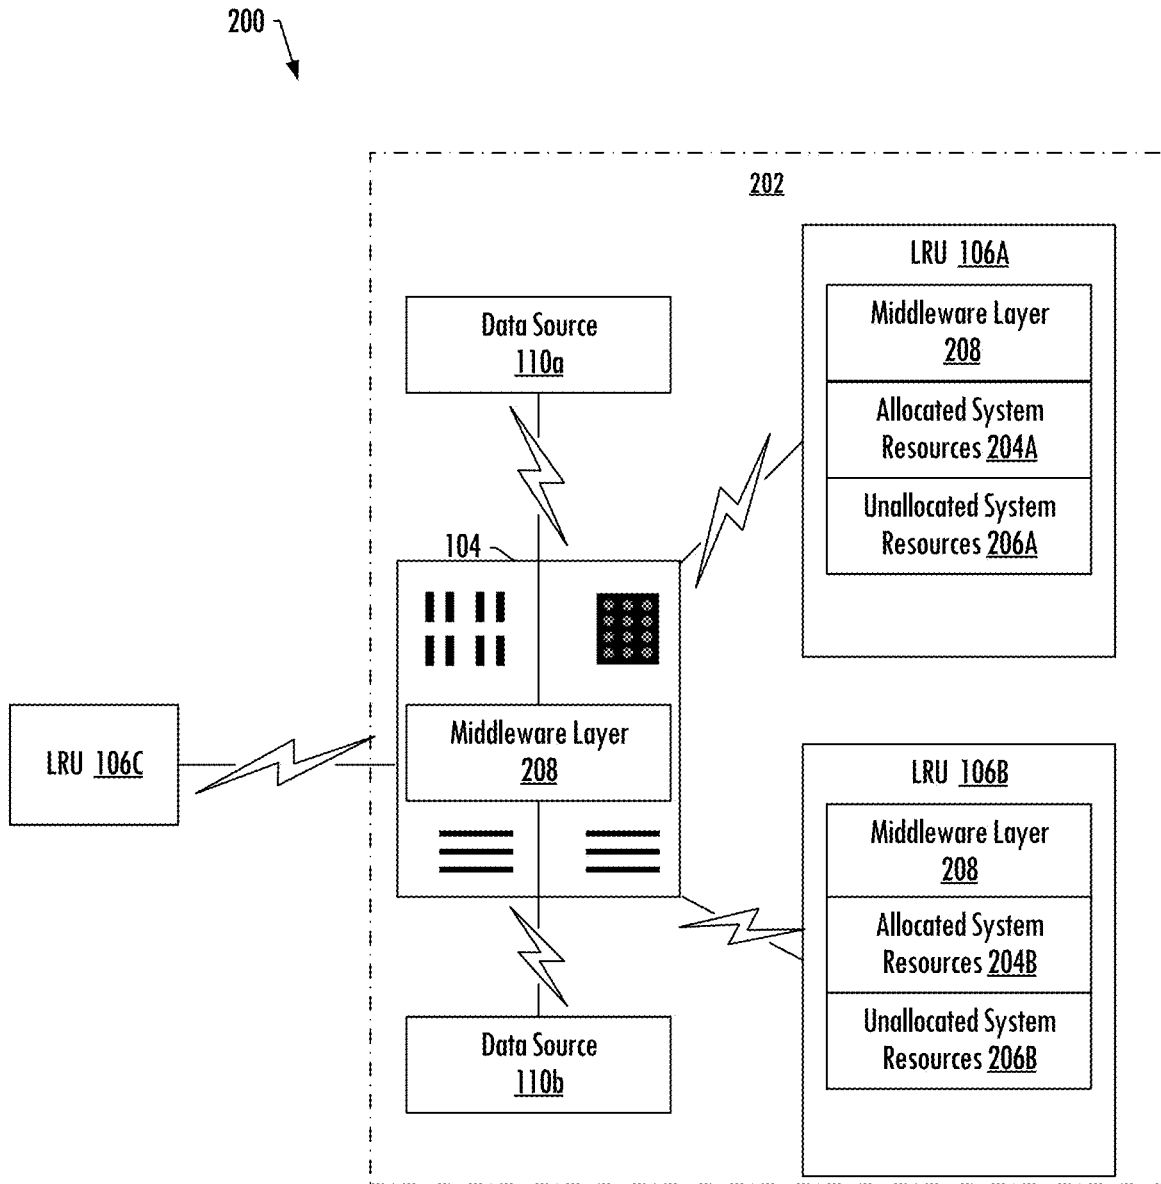 200
202
LRU 106A
Middleware Layer
208
Allocated System
Resources 204A
Unallocated System
Resources 206A
Data Source
110a
104
Middleware Layer
208
LRU 106C
LRU 106B
Middleware Layer
208
Allocated System
Resources 204B
Unallocated System
Resources 206B
Data Source
110b